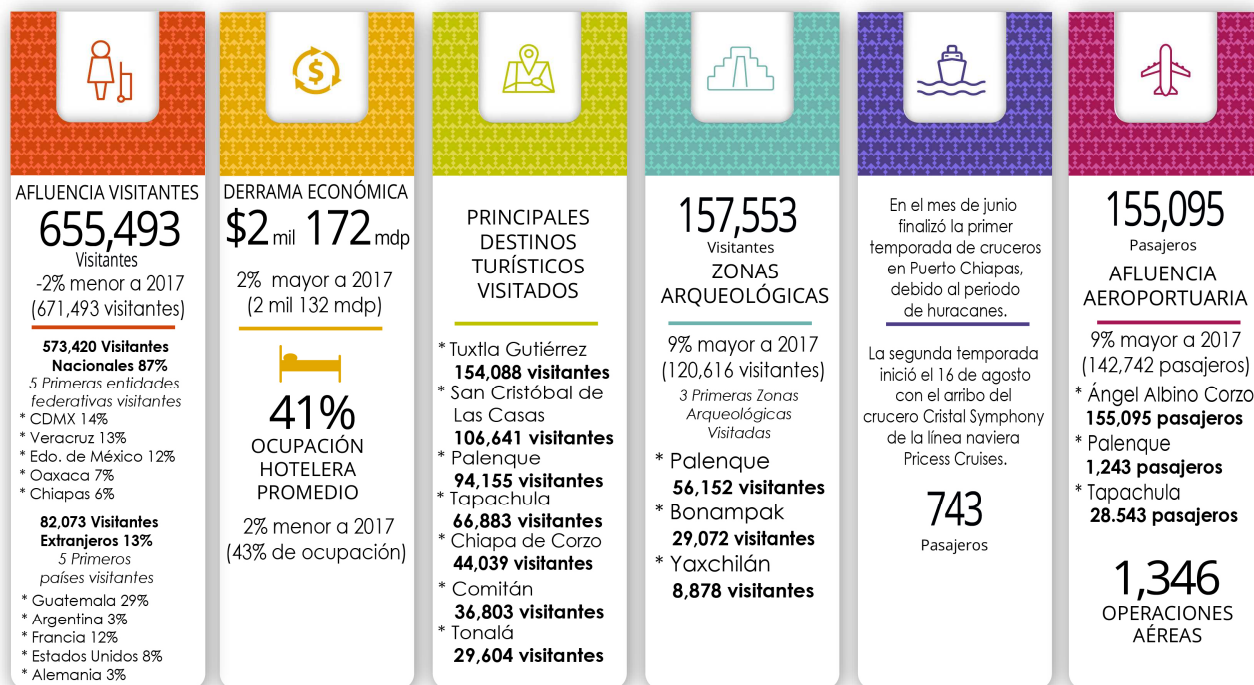 AFLUENCIA VISITANTES
655,493
Visitantes
-2% menor a 2017
(671,493 visitantes)
573,420 Visitantes
Nacionales 87%
5 Primeras entidades
federativas visitantes
* CDMX 14%
* Veracruz 13%
* Edo. de México 12%
* Oaxaca 7%
* Chiapas 6%
82,073 Visitantes
Extranjeros 13%
5 Primeros
países visitantes
* Guatemala 29%
* Argentina 3%
* Francia 12%
* Estados Unidos 8%
* Alemania 3%
$
DERRAMA ECONÓMICA
$2 mil 172 mdp
2% mayor a 2017
(2 mil 132 mdp)
41%
OCUPACIÓN
HOTELERA
PROMEDIO
2% menor a 2017
(43% de ocupación)
PRINCIPALES
DESTINOS
TURÍSTICOS
VISITADOS
* Tuxtla Gutiérrez
154,088 visitantes
* San Cristóbal de
Las Casas
106,641 visitantes
* Palenque
94,155 visitantes
* Tapachula
66,883 visitantes
* Chiapa de Corzo
44,039 visitantes
* Comitán
36,803 visitantes
* Tonalá
29,604 visitantes
157,553
Visitantes
ZONAS
ARQUEOLÓGICAS
9% mayor a 2017
(120,616 visitantes)
3 Primeras Zonas
Arqueológicas
Visitadas
* Palenque
56,152 visitantes
* Bonampak
29,072 visitantes
* Yaxchilán
8,878 visitantes
En el mes de junio
finalizó la primer
temporada de cruceros
en Puerto Chiapas,
debido al periodo
de huracanes.
La segunda temporada
inició el 16 de agosto
con el arribo del
crucero Cristal Symphony
de la línea naviera
Pricess Cruises.
743
Pasajeros
155,095
Pasajeros
AFLUENCIA
AEROPORTUARIA
9% mayor a 2017
(142,742 pasajeros)
* Ángel Albino Corzo
155,095 pasajeros
* Palenque
1,243 pasajeros
* Tapachula
28.543 pasajeros
1,346
OPERACIONES
AÉREAS